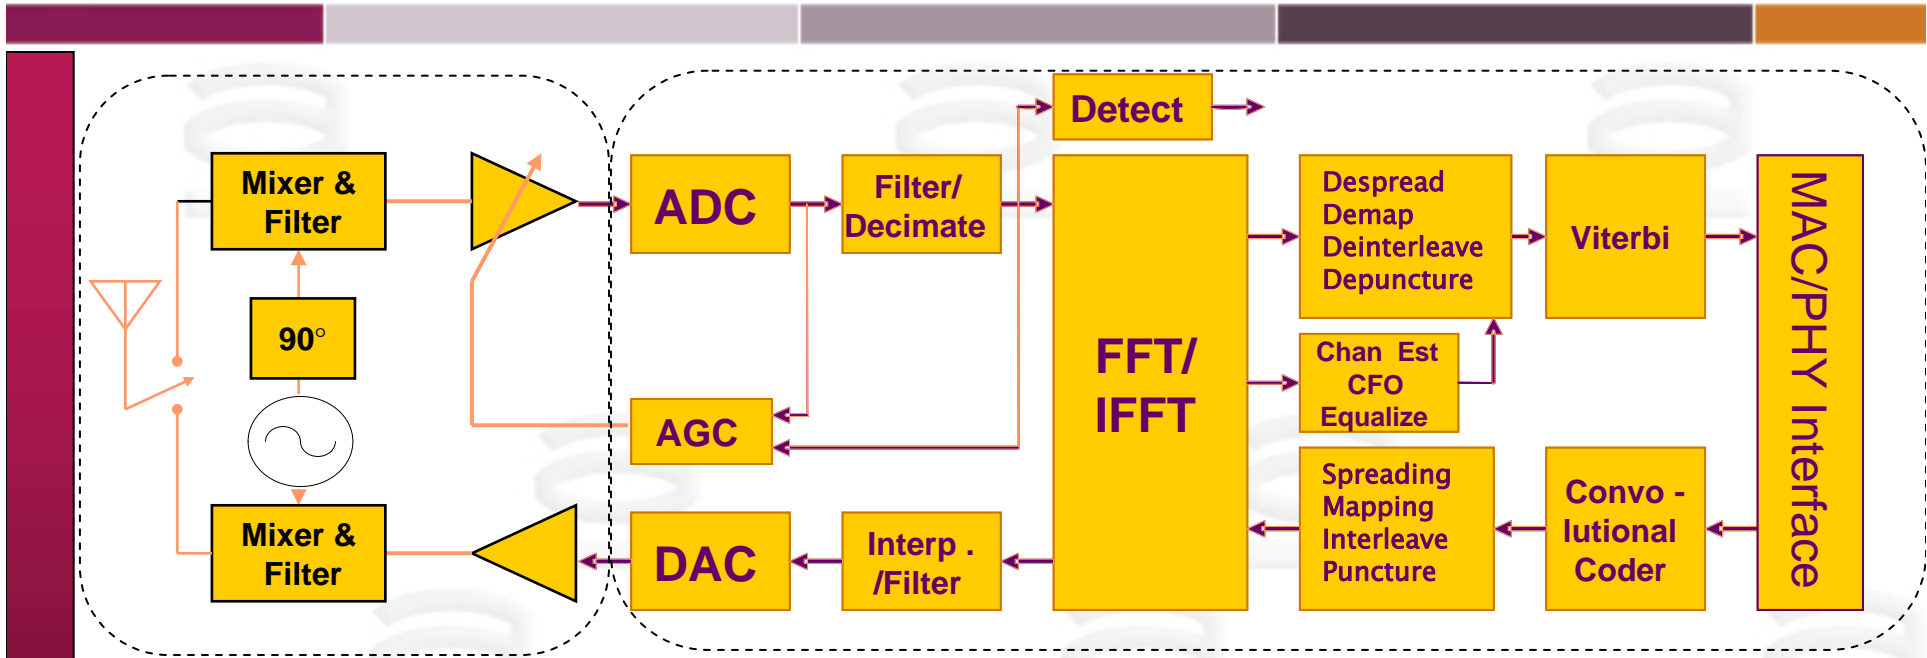 Detect
Mixer &
Filter
ADC
Filter/
Decimate
Despread
Demap
Deinterleave
Depuncture
Viterbi
MAC/PHY Interface
90°
FFT/
IFFT
Chan Est
CFO
Equalize
AGC
Mixer &
Filter
DAC
Interp .
/Filter
Spreading
Mapping
Interleave
Puncture
Convo -
lutional
Coder